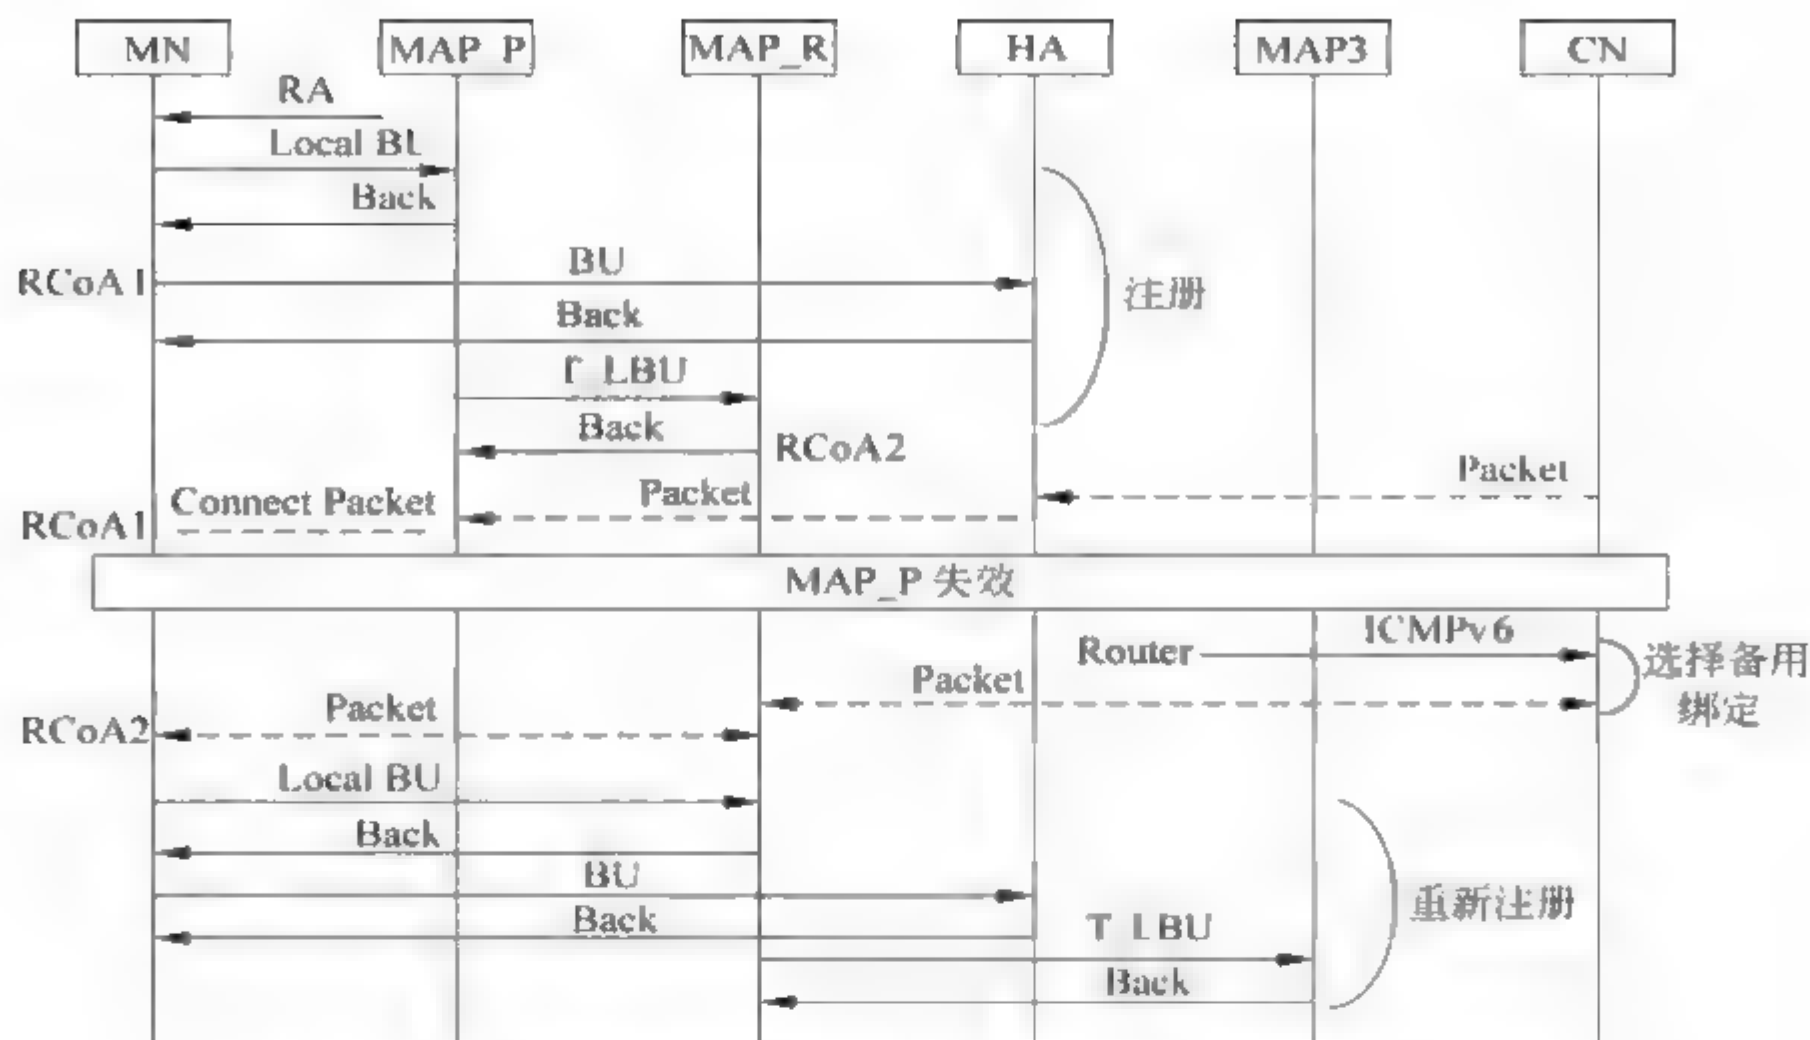 MN
MAP_P
MAP_R
HA
MAP3
CN
RA
Local BU
Back
RCoA1
BU
注册
Back
T_LBU
Back
RCoA2
Packet
Packet
Connect Packet
RCoA1
MAP_P 失效
ICMPv6
Router
选择备用
绑定
Packet
Packet
RCoA2
Local BU
Back
BU
重新注册
Back
T_LBU
Back